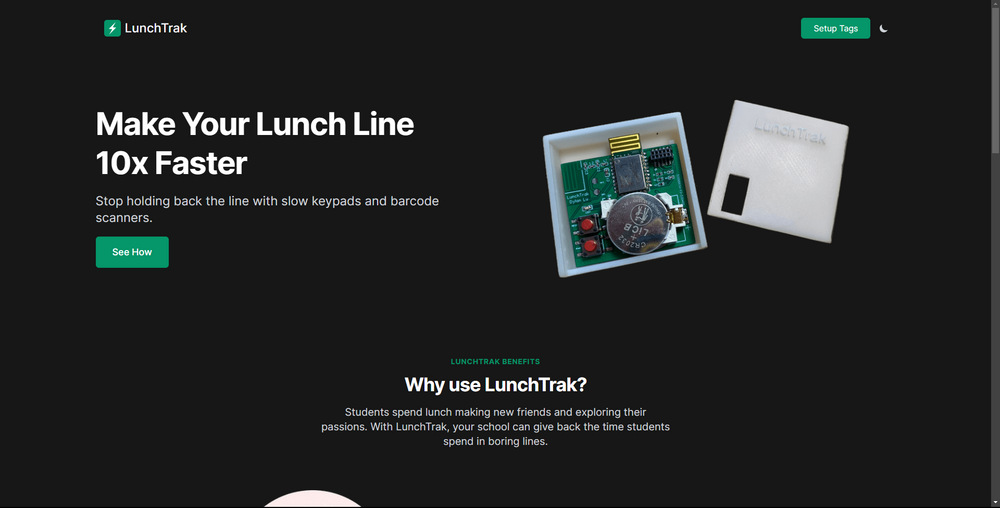 LunchTrak
Setup Tags
Make Your Lunch Line
10x Faster
Stop holding back the line with slow keypads and barcode
scanners.
See How
LunchTrak
CR2032
LiCB
+
LunchTrak
LUNCHTRAK BENEFITS
Why use LunchTrak?
Students spend lunch making new friends and exploring their
passions. With LunchTrak, your school can give back the time students
spend in boring lines.